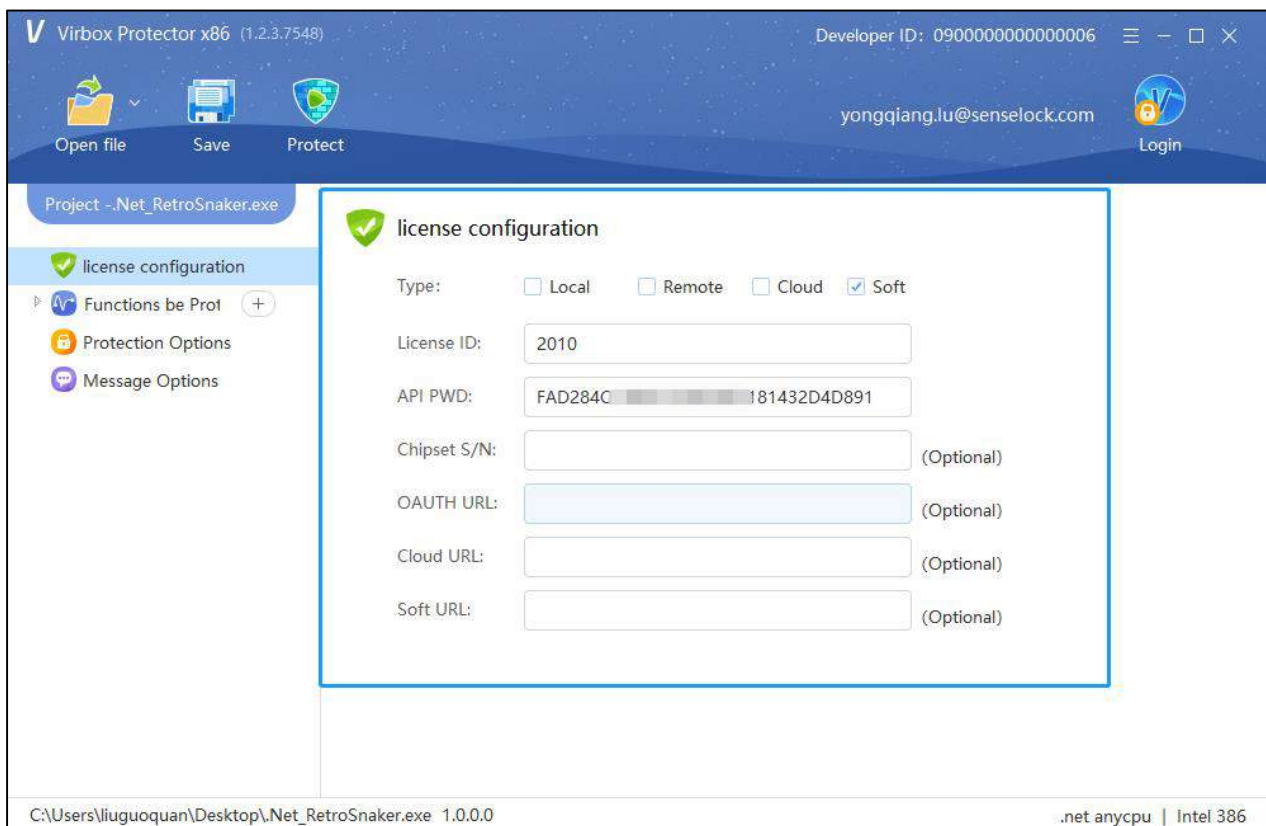 V Virbox Protector x86 (1.2.3.7548) Developer ID: 0900000000000006
Open file Save Protect yongqiang.lu@senselock.com Login
Project -.Net_RetroSnaker.exe
license configuration
Functions be Prot
Protection Options
Message Options
license configuration
Type: Local Remote Cloud Soft
License ID: 2010
API PWD: FAD284C 181432D4D891
Chipset S/N: (Optional)
OAUTH URL: (Optional)
Cloud URL: (Optional)
Soft URL: (Optional)
C:\Users\liuguoquan\Desktop\.Net_RetroSnaker.exe 1.0.0.0 .net anycpu | Intel 386